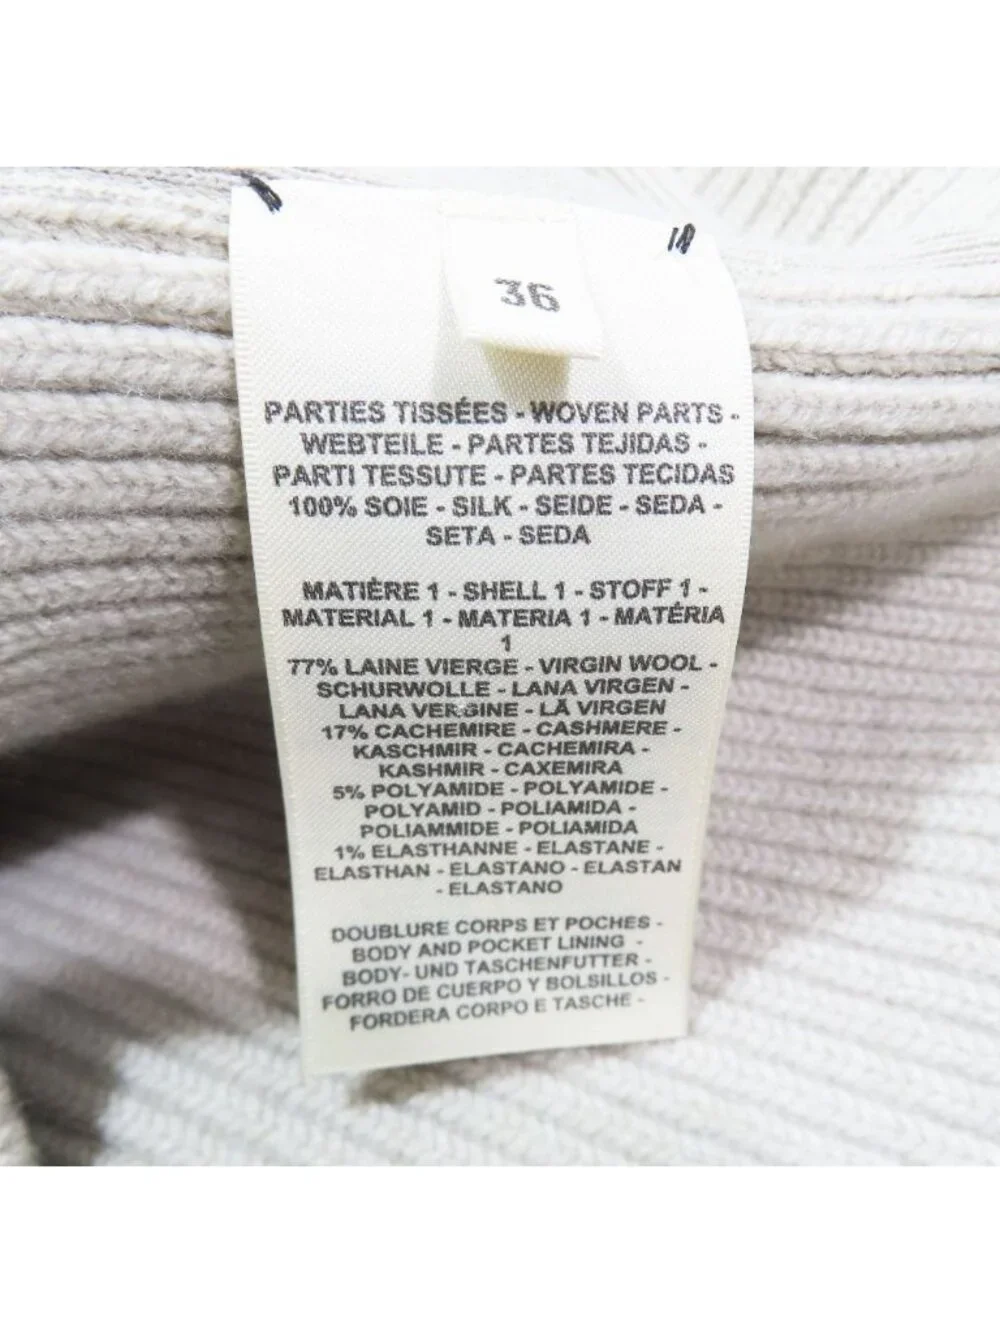 36
PARTIES TISSÉES - WOVEN PARTS -
WEBTEILE - PARTES TEJIDAS -
PARTI TESSUTE - PARTES TECIDAS
100% SOIE - SILK - SEIDE - SEDA -
SETA - SEDA
MATIÈRE 1 - SHELL 1 - STOFF 1 -
MATERIAL 1 - MATERIA 1 - MATÉRIA
1
77% LAINE VIERGE - VIRGIN WOOL -
SCHURWOLLE - LANA VIRGEN -
LANA VERGINE - LÃ VIRGEN
17% CACHEMIRE - CASHMERE -
KASCHMIR - CACHEMIRA -
KASHMIR - CAXEMIRA
5% POLYAMIDE - POLYAMIDE -
POLYAMID - POLIAMIDA -
POLIAMMIDE - POLIAMIDA
1% ELASTHANNE - ELASTANE -
ELASTHAN - ELASTANO - ELASTAN
- ELASTANO
DOUBLURE CORPS ET POCHES -
BODY AND POCKET LINING -
BODY- UND TASCHENFUTTER -
FORRO DE CUERPO Y BOLSILLOS -
FORDERA CORPO E TASCHE -